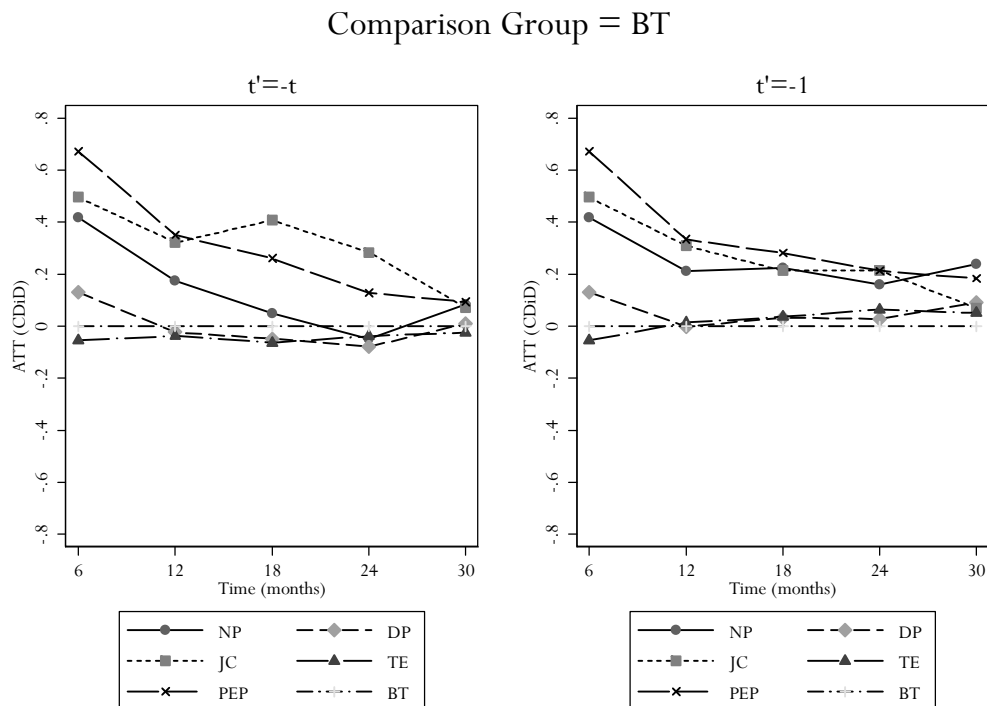 Comparison Group = BT
t'=-t
ATT (CDiD)
.8
.6
.4
.2
0
-.2
-.4
-.6
-.8
6 12 18 24 30
Time (months)
NP DP
JC TE
PEP BT
t'=-1
ATT (CDiD)
.8
.6
.4
.2
0
-.2
-.4
-.6
-.8
6 12 18 24 30
Time (months)
NP DP
JC TE
PEP BT